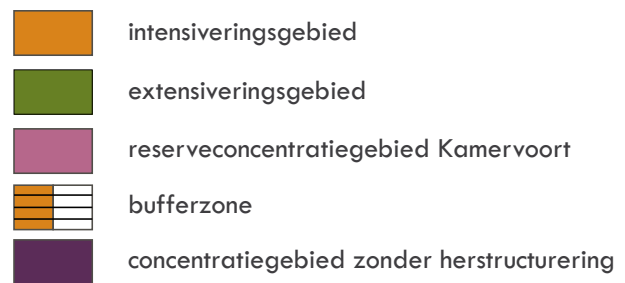 intensiveringsgebied
extensiveringsgebied
reserveconcentratiegebied Kamervoort
bufferzone
concentratiegebied zonder herstructurering